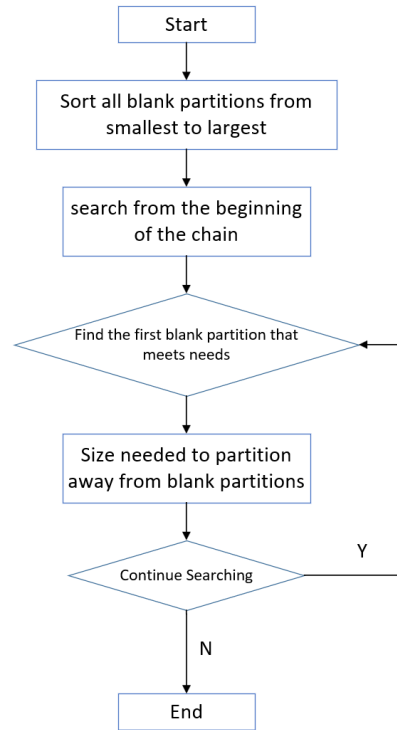 Start
Sort all blank partitions from
smallest to largest
search from the beginning
of the chain
Find the first blank partition that
meets needs
Size needed to partition
away from blank partitions
Continue Searching
Y
N
End